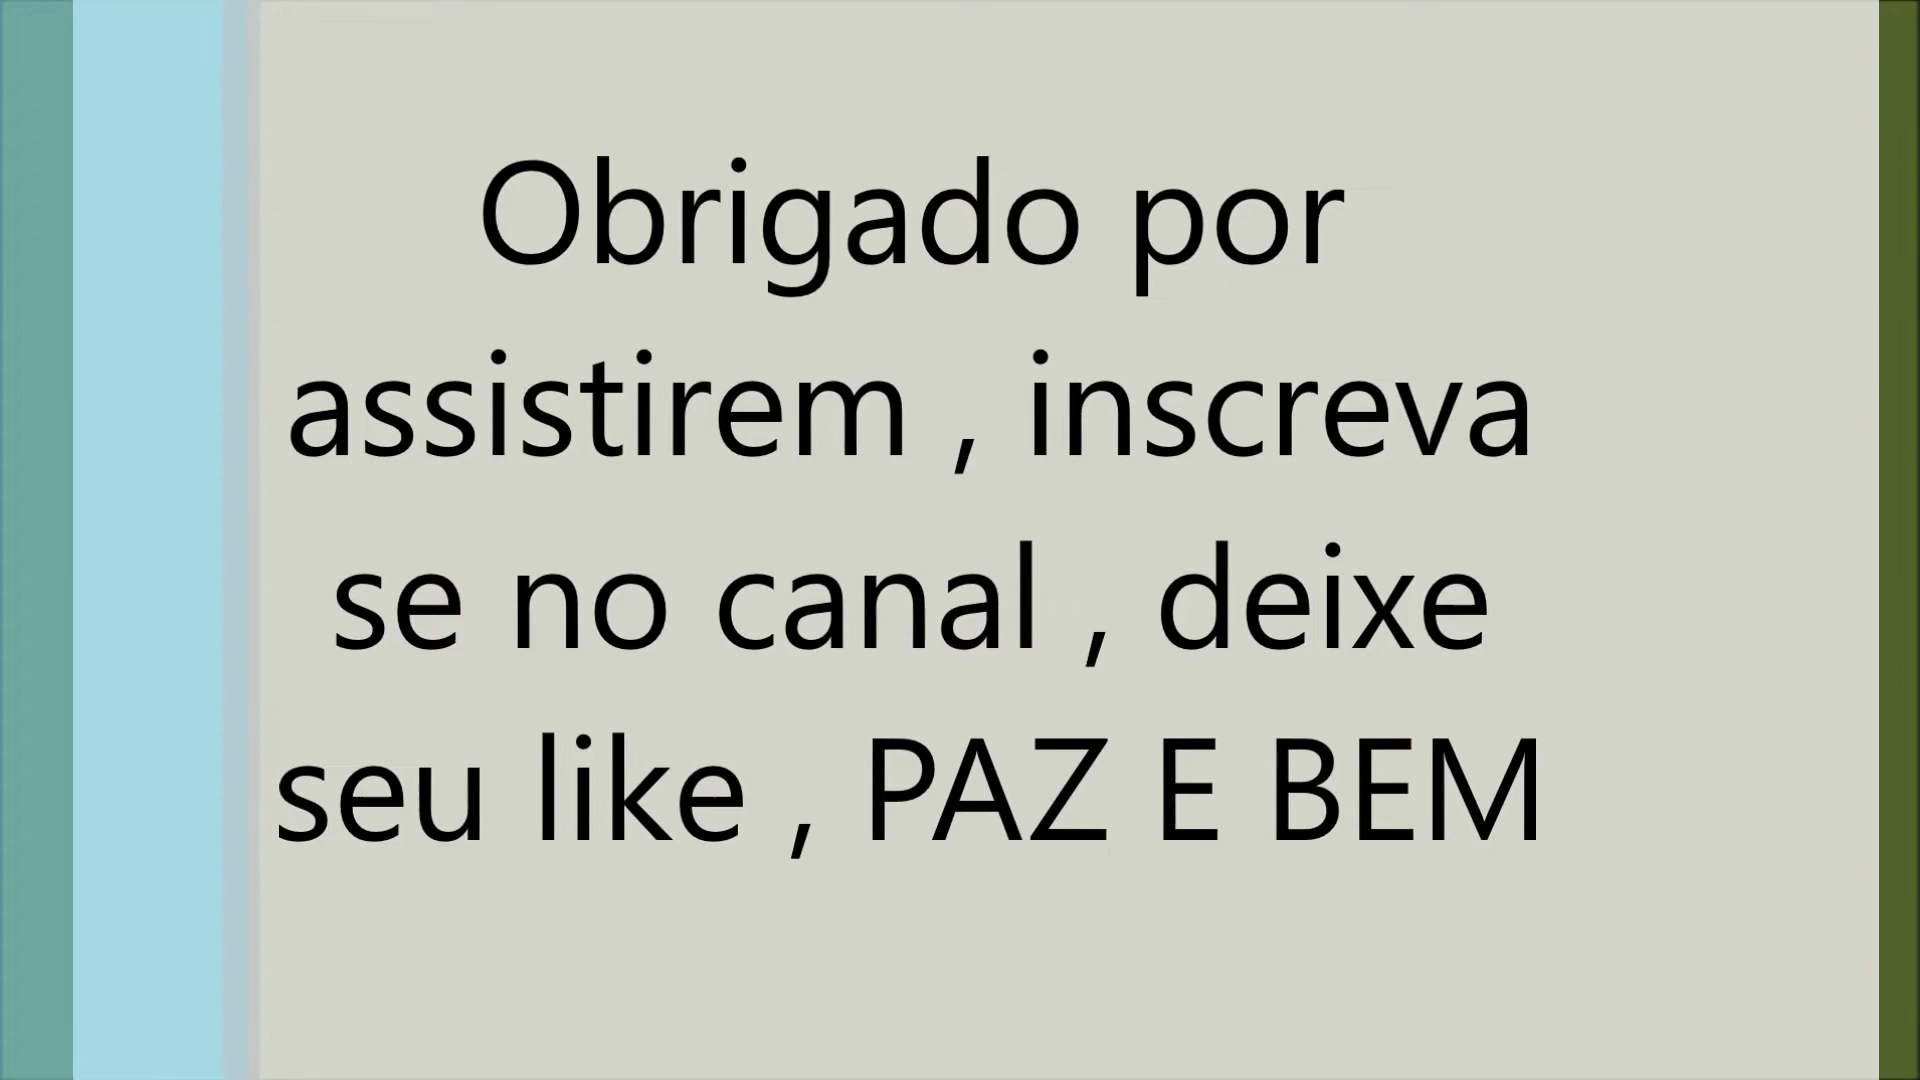 Obrigado por
assistirem , inscreva
se no canal , deixe
seu like , PAZ E BEM